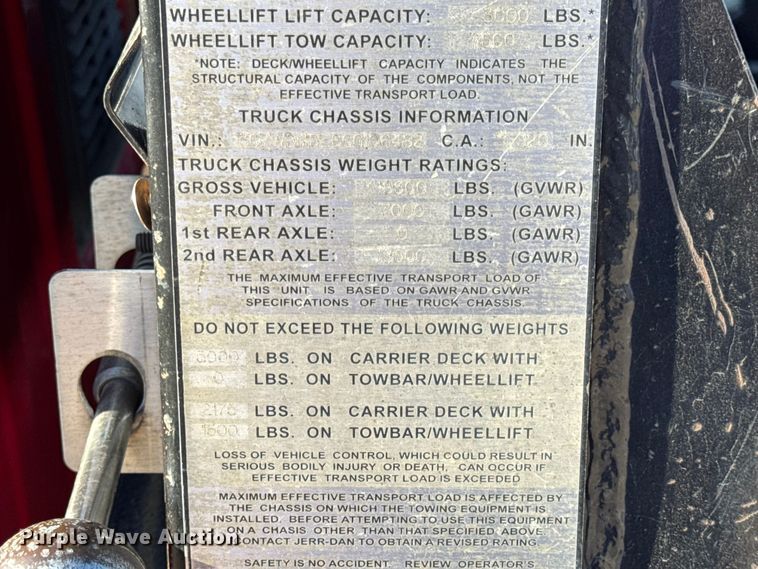 WHEELLIFT LIFT CAPACITY: LBS.*
WHEELLIFT TOW CAPACITY: LBS.*
*NOTE: DECK/WHEELLIFT CAPACITY INDICATES THE
STRUCTURAL CAPACITY OF THE COMPONENTS, NOT THE
EFFECTIVE TRANSPORT LOAD.
TRUCK CHASSIS INFORMATION
VIN.: C.A.: IN.
TRUCK CHASSIS WEIGHT RATINGS:
GROSS VEHICLE: LBS. (GVWR)
FRONT AXLE: LBS. (GAWR)
1st REAR AXLE: 0 LBS. (GAWR)
2nd REAR AXLE: LBS. (GAWR)
THE MAXIMUM EFFECTIVE TRANSPORT LOAD OF
THIS UNIT IS BASED ON GAWR AND GVWR
SPECIFICATIONS OF THE TRUCK CHASSIS.
DO NOT EXCEED THE FOLLOWING WEIGHTS
LBS. ON CARRIER DECK WITH
0 LBS. ON TOWBAR/WHEELLIFT.
LBS. ON CARRIER DECK WITH
1600 LBS. ON TOWBAR/WHEELLIFT
LOSS OF VEHICLE CONTROL, WHICH COULD RESULT IN
SERIOUS BODILY INJURY OR DEATH, CAN OCCUR IF
EFFECTIVE TRANSPORT LOAD IS EXCEEDED
MAXIMUM EFFECTIVE TRANSPORT LOAD IS AFFECTED BY
THE CHASSIS ON WHICH THE TOWING EQUIPMENT IS
INSTALLED. BEFORE ATTEMPTING TO USE THIS EQUIPMENT
ON A CHASIS OTHER THAN THAT SPECIFIED ABOVE
CONTACT JERR-DAN TO OBTAIN A REVISED RATING.
SAFETY IS NO ACCIDENT. REVIEW OPERATOR'S
Purple Wave Auction